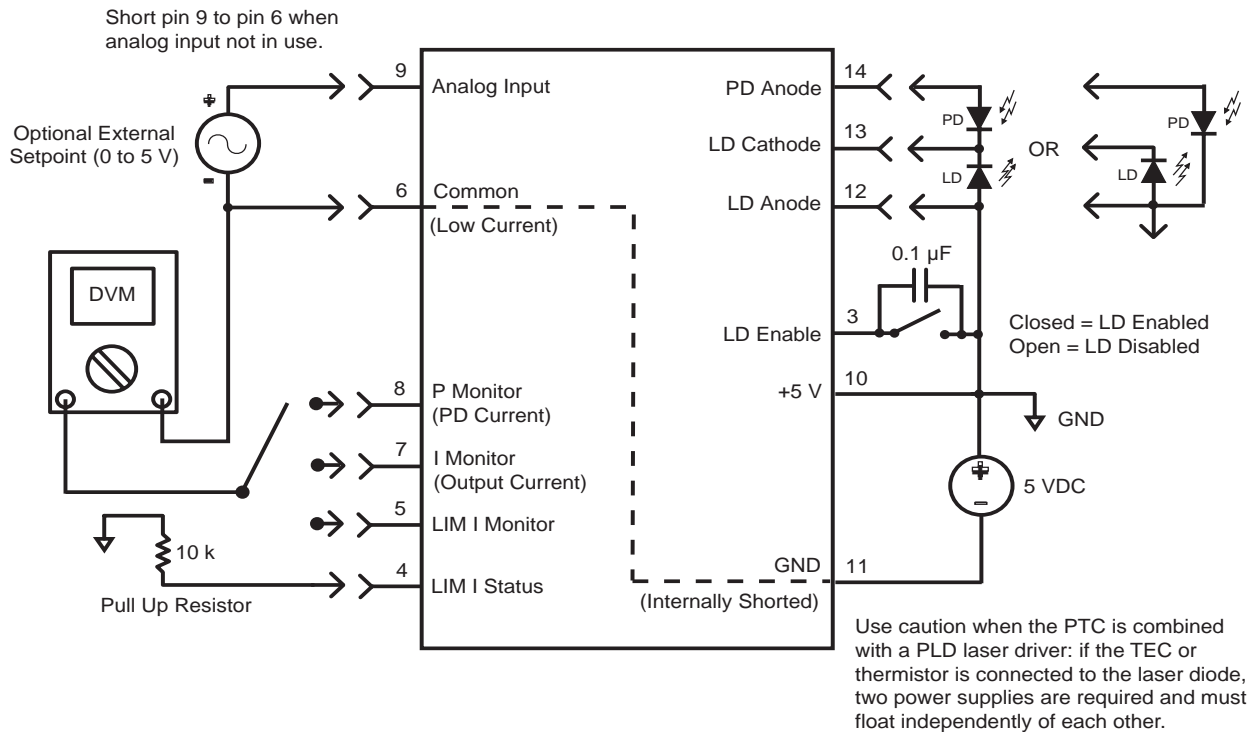 Short pin 9 to pin 6 when
analog input not in use.
Optional External
Setpoint (0 to 5 V)
+
-
9
Analog Input
6
Common
(Low Current)
DVM
8
P Monitor
(PD Current)
7
I Monitor
(Output Current)
5
LIM I Monitor
10 k
Pull Up Resistor
4
LIM I Status
PD Anode
14
LD Cathode
13
LD Anode
12
PD
LD
OR
PD
LD
0.1 µF
LD Enable
3
Closed = LD Enabled
Open = LD Disabled
+5 V
10
GND
+
-
5 VDC
GND
11
(Internally Shorted)
Use caution when the PTC is combined
with a PLD laser driver: if the TEC or
thermistor is connected to the laser diode,
two power supplies are required and must
float independently of each other.